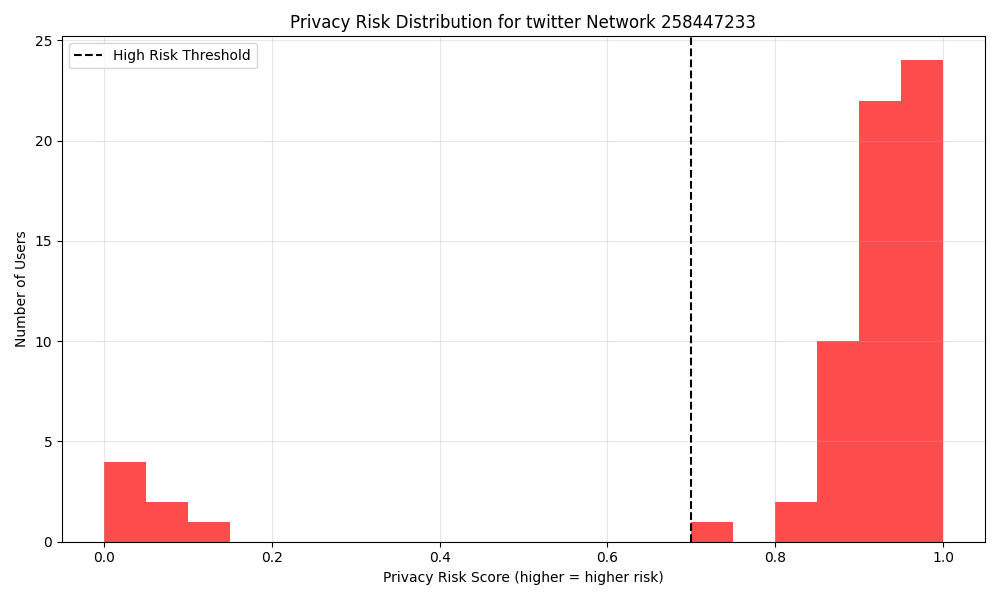 Privacy Risk Distribution for twitter Network 258447233
High Risk Threshold
Number of Users
25
20
15
10
5
0
0.0 0.2 0.4 0.6 0.8 1.0
Privacy Risk Score (higher = higher risk)